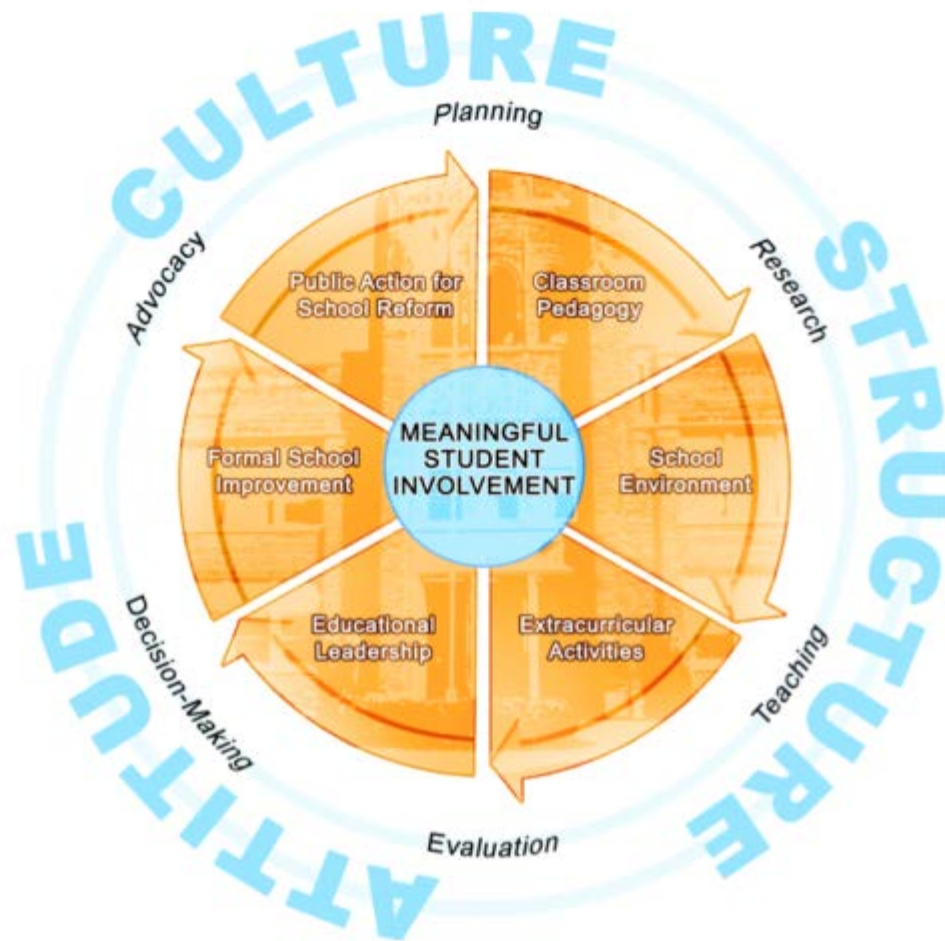 CULTURE
STRUCTURE
ATTITUDE
Planning
Research
Teaching
Evaluation
Decision-Making
Advocacy
Public Action for
School Reform
Classroom
Pedagogy
School
Environment
Extracurricular
Activities
Educational
Leadership
Formal School
Improvement
MEANINGFUL
STUDENT
INVOLVEMENT